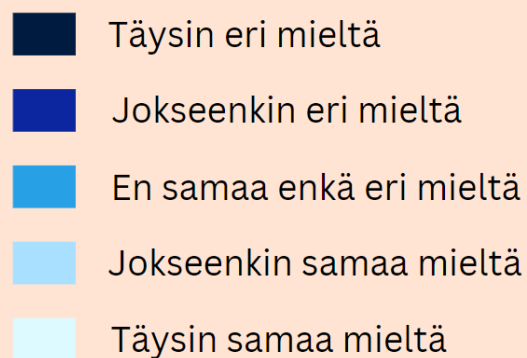 Täysin eri mieltä
Jokseenkin eri mieltä
En samaa enkä eri mieltä
Jokseenkin samaa mieltä
Täysin samaa mieltä